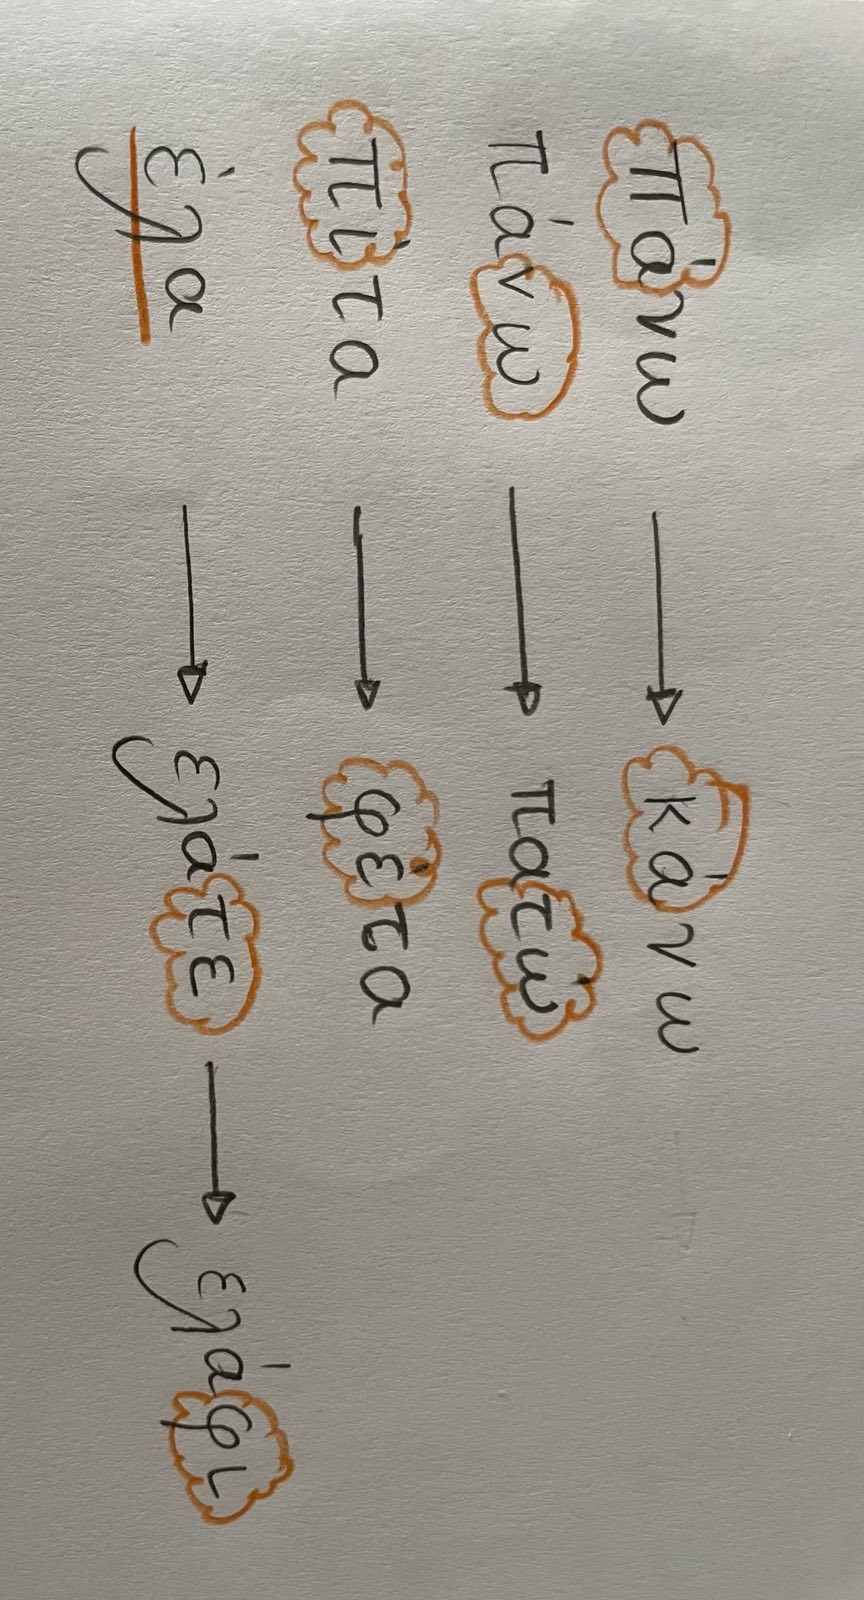 πάνω → κάνω
πάνω → πατώ
πίτα → φέτα
έλα → ελάτε → ελάφι